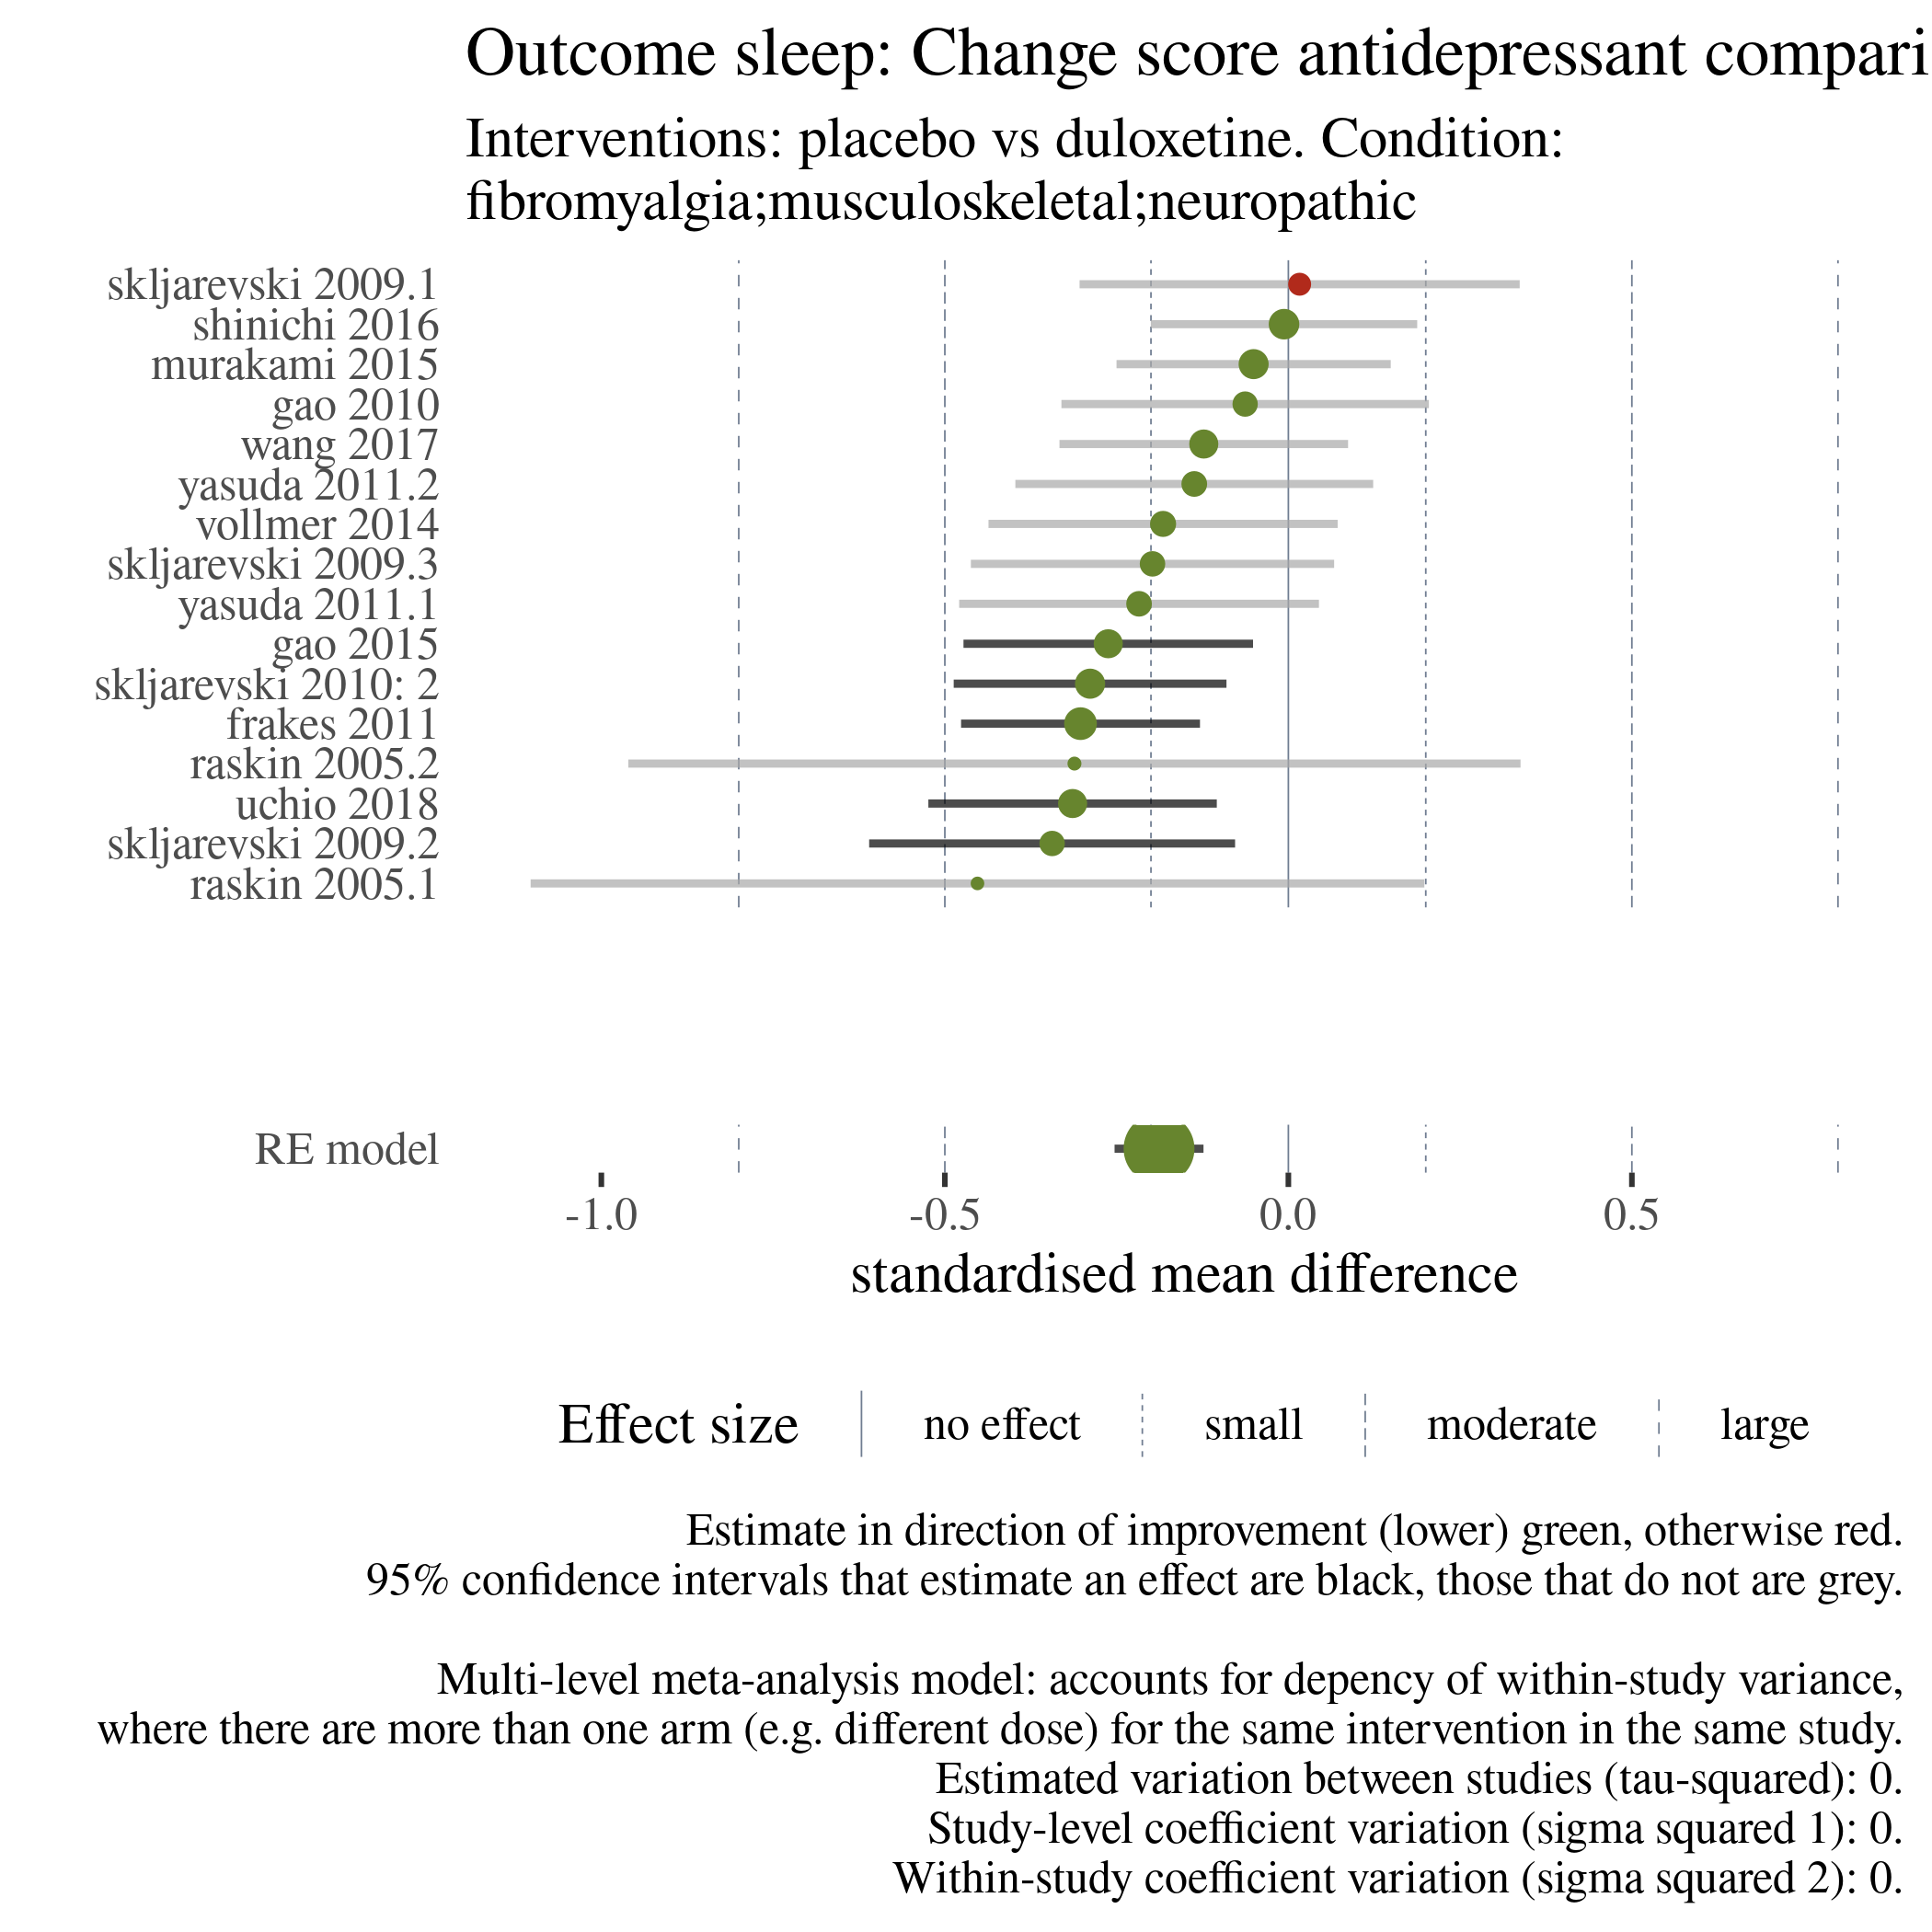 Outcome sleep: Change score antidepressant compari
Interventions: placebo vs duloxetine. Condition:
fibromyalgia;musculoskeletal;neuropathic
skljarevski 2009.1
shinichi 2016
murakami 2015
gao 2010
wang 2017
yasuda 2011.2
vollmer 2014
skljarevski 2009.3
yasuda 2011.1
gao 2015
skljarevski 2010: 2
frakes 2011
raskin 2005.2
uchio 2018
skljarevski 2009.2
raskin 2005.1
RE model
-1.0 -0.5 0.0 0.5
standardised mean difference
Effect size no effect small moderate large
Estimate in direction of improvement (lower) green, otherwise red.
95% confidence intervals that estimate an effect are black, those that do not are grey.
Multi-level meta-analysis model: accounts for depency of within-study variance,
where there are more than one arm (e.g. different dose) for the same intervention in the same study.
Estimated variation between studies (tau-squared): 0.
Study-level coefficient variation (sigma squared 1): 0.
Within-study coefficient variation (sigma squared 2): 0.